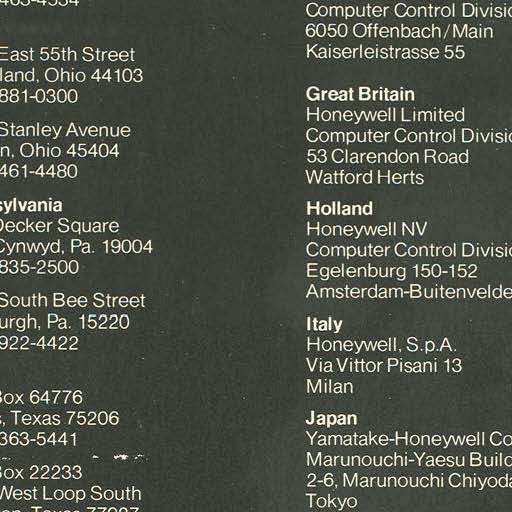 East 55th Street
land, Ohio 44103
881-0300
Stanley Avenue
n, Ohio 45404
461-4480
sylvania
Decker Square
Cynwyd, Pa. 19004
835-2500
South Bee Street
urgh, Pa. 15220
922-4422
Box 64776
s, Texas 75206
363-5441
Box 22233
West Loop South
Texas 77027
Computer Control Divisio
6050 Offenbach/Main
Kaiserleistrasse 55
Great Britain
Honeywell Limited
Computer Control Divisio
53 Clarendon Road
Watford Herts
Holland
Honeywell NV
Computer Control Divisio
Egelenburg 150-152
Amsterdam-Buitenvelde
Italy
Honeywell, S.p.A.
Via Vittor Pisani 13
Milan
Japan
Yamatake-Honeywell Co
Marunouchi-Yaesu Build
2-6, Marunouchi Chiyoda
Tokyo